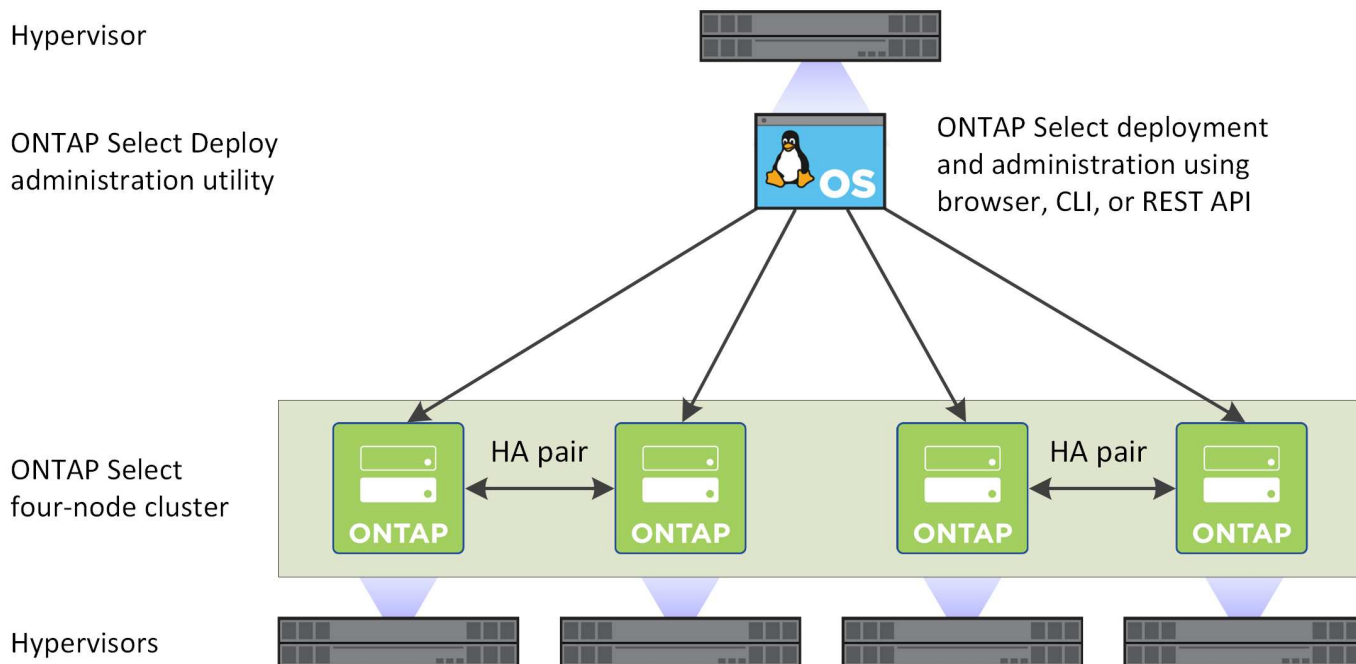 Hypervisor
ONTAP Select Deploy
administration utility
OS
ONTAP Select deployment
and administration using
browser, CLI, or REST API
ONTAP Select
four-node cluster
HA pair
HA pair
ONTAP
ONTAP
ONTAP
ONTAP
Hypervisors